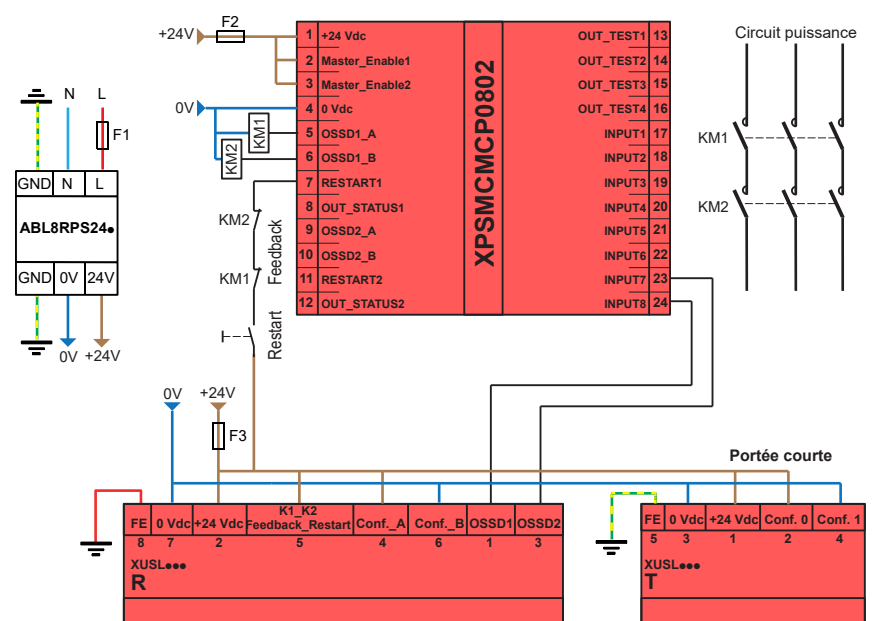 F2
+24V
1 +24 Vdc OUT_TEST1 13
2 Master_Enable1 OUT_TEST2 14
3 Master_Enable2 OUT_TEST3 15
0V
4 0 Vdc OUT_TEST4 16
5 OSSD1_A INPUT1 17
6 OSSD1_B INPUT2 18
7 RESTART1 INPUT3 19
8 OUT_STATUS1 INPUT4 20
9 OSSD2_A INPUT5 21
10 OSSD2_B INPUT6 22
11 RESTART2 INPUT7 23
12 OUT_STATUS2 INPUT8 24
XPSMCMCP0802
KM1
KM2
KM2
KM1
Feedback
Restart
Circuit puissance
KM1
KM2
N L
F1
GND N L
ABL8RPS24●
GND 0V 24V
0V +24V
0V +24V
F3
Portée courte
FE 0 Vdc +24 Vdc K1_K2
Feedback_Restart Conf._A Conf._B OSSD1 OSSD2
8 7 2 5 4 6 1 3
XUSL●●●
R
FE 0 Vdc +24 Vdc Conf. 0 Conf. 1
5 3 1 2 4
XUSL●●●
T